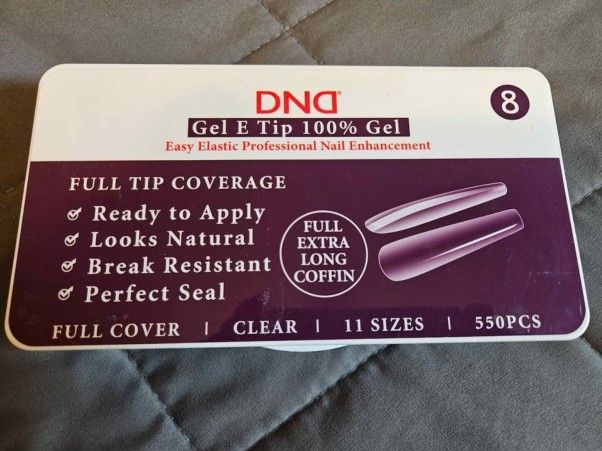 DND®
8
Gel E Tip 100% Gel
Easy Elastic Professional Nail Enhancement
FULL TIP COVERAGE
Ready to Apply
Looks Natural
Break Resistant
Perfect Seal
FULL
EXTRA
LONG
COFFIN
FULL COVER | CLEAR | 11 SIZES | 550PCS